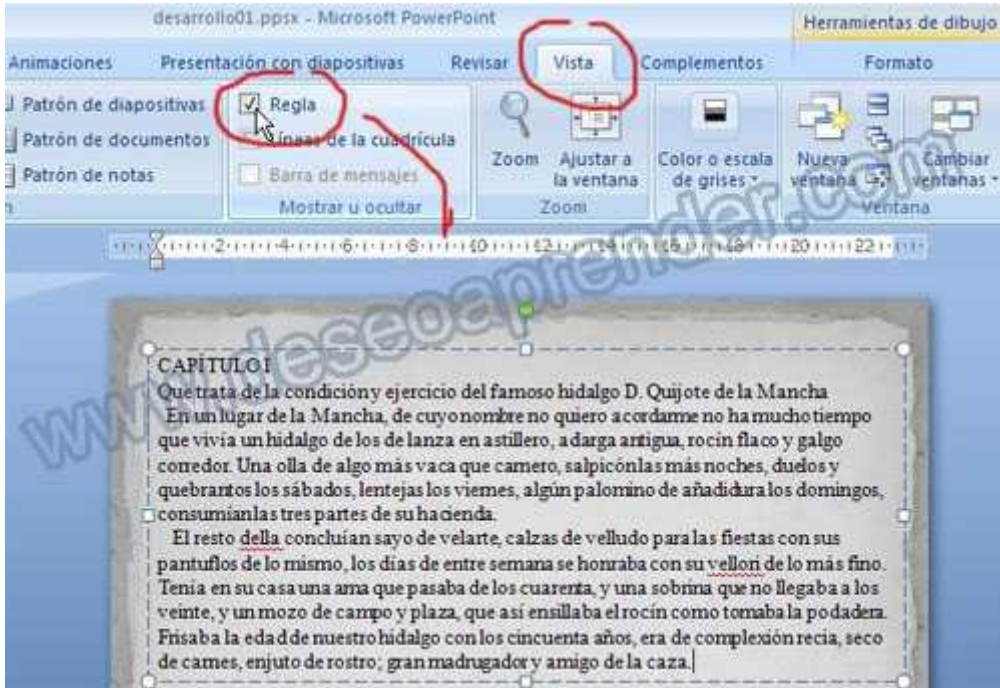 desarrollo01.ppsx - Microsoft PowerPoint
Herramientas de dibujo
Animaciones Presentación con diapositivas Revisar Vista Complementos Formato
Patrón de diapositivas
Patrón de documentos
Patrón de notas
Regla
Líneas de la cuadrícula
Barra de mensajes
Mostrar u ocultar
Zoom
Ajustar a la ventana
Zoom
Color o escala de grises
Nueva ventana
Cambiar ventanas
Ventana
2 4 6 8 10 12 14 16 18 20 22
www.deseoaprender.com
CAPÍTULO I
Que trata de la condición y ejercicio del famoso hidalgo D. Quijote de la Mancha
En un lugar de la Mancha, de cuyo nombre no quiero acordarme no ha mucho tiempo
que vivía un hidalgo de los de lanza en astillero, adarga antigua, rocín flaco y galgo
corredor. Una olla de algo más vaca que carnero, salpicón las más noches, duelos y
quebrantos los sábados, lentejas los viernes, algún palomino de añadidura los domingos,
consumían las tres partes de su hacienda.
El resto della concluían sayo de velarte, calzas de velludo para las fiestas con sus
pantuflos de lo mismo, los días de entre semana se honraba con su vellori de lo más fino.
Tenía en su casa una ama que pasaba de los cuarenta, y una sobrina que no llegaba a los
veinte, y un mozo de campo y plaza, que así ensillaba el rocín como tomaba la podadera.
Frisaba la edad de nuestro hidalgo con los cincuenta años, era de complexión recia, seco
de carnes, enjuto de rostro; gran madrugador y amigo de la caza.